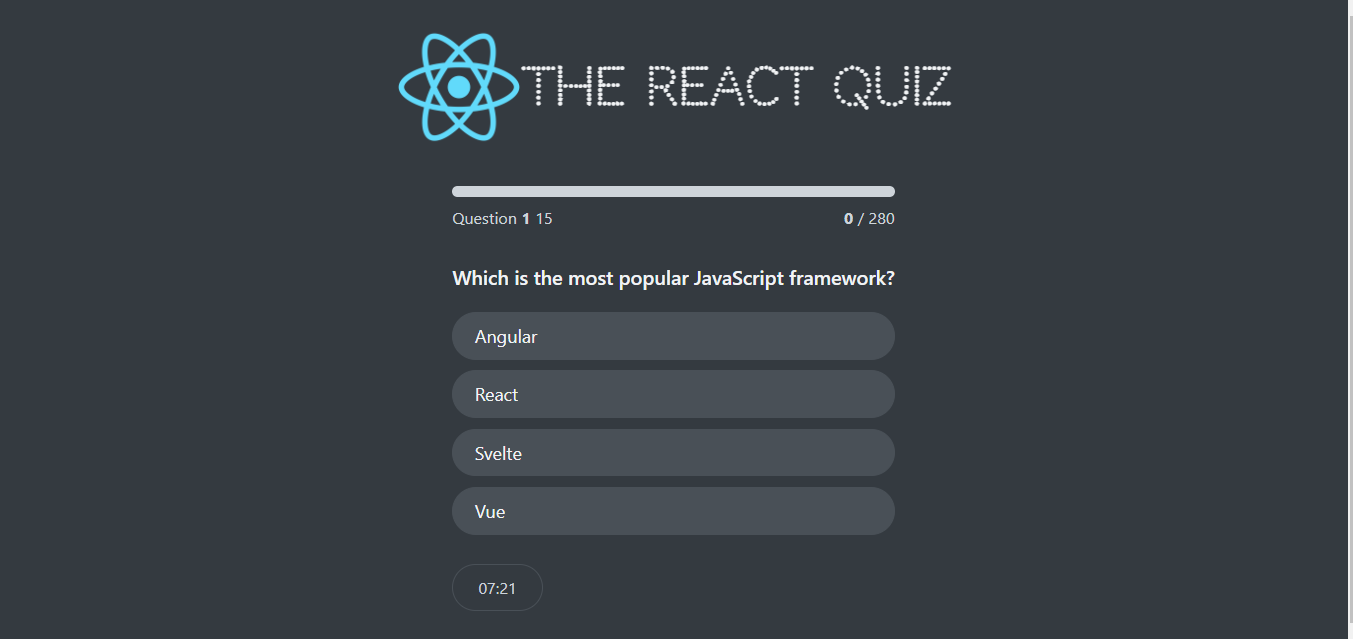 THE REACT QUIZ
Question 1 15
0 / 280
Which is the most popular JavaScript framework?
Angular
React
Svelte
Vue
07:21